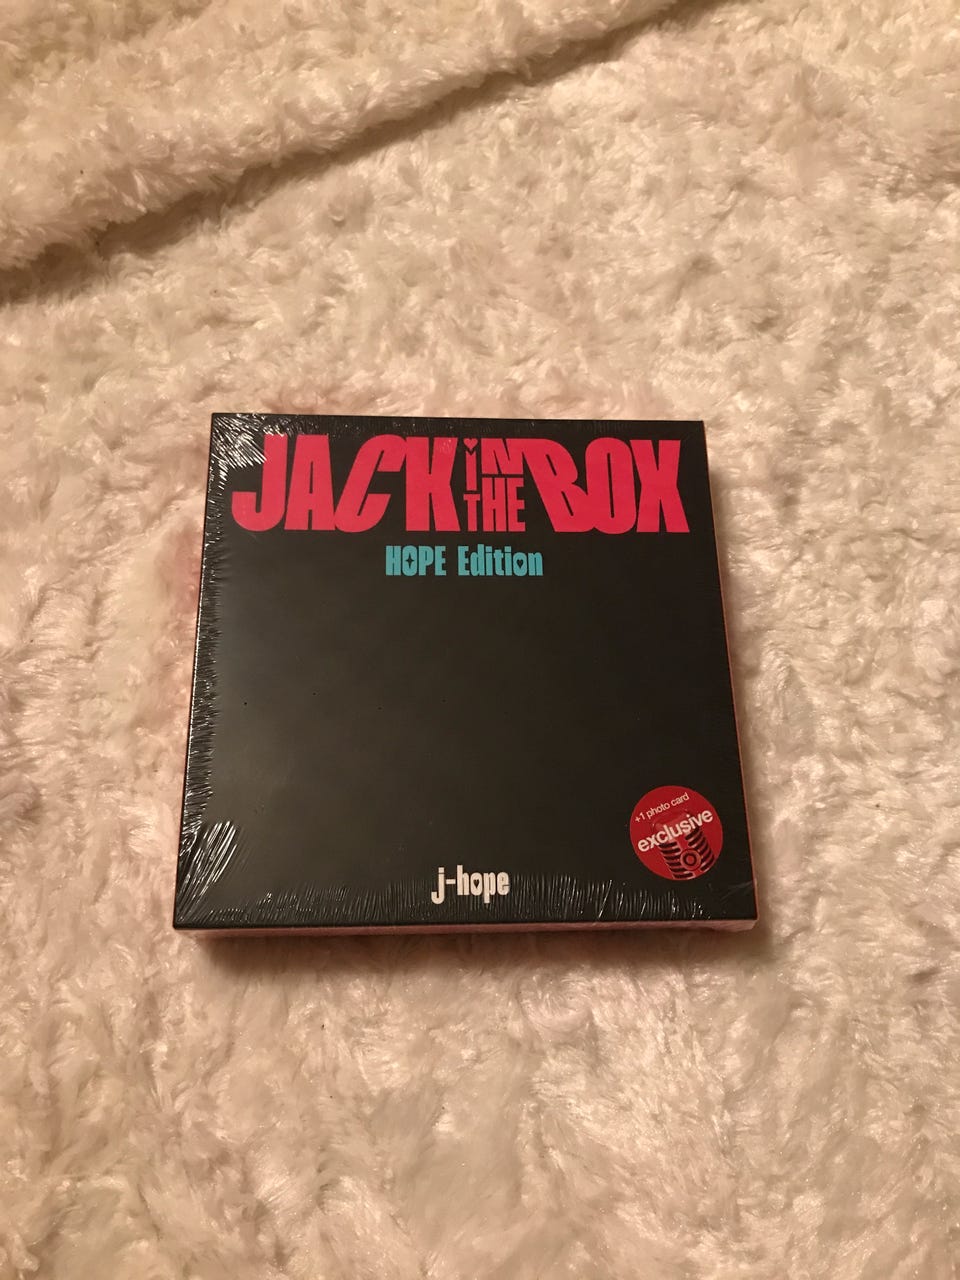 JACK IN THE BOX
HOPE Edition
+1 photo card
exclusive
j-hope